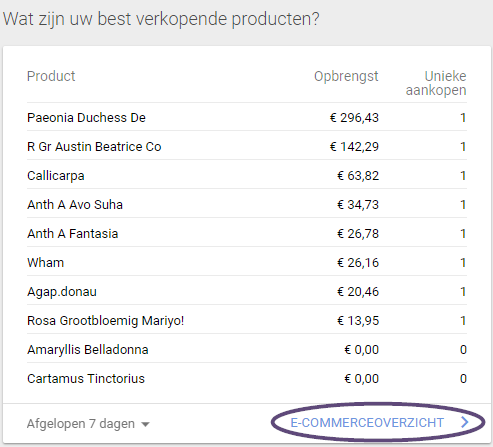 Wat zijn uw best verkopende producten?
Product Opbrengst Unieke aankopen
Paeonia Duchess De € 296,43 1
R Gr Austin Beatrice Co € 142,29 1
Callicarpa € 63,82 1
Anth A Avo Suha € 34,73 1
Anth A Fantasia € 26,78 1
Wham € 26,16 1
Agap.donau € 20,46 1
Rosa Grootbloemig Mariyo! € 13,95 1
Amaryllis Belladonna € 0,00 0
Cartamus Tinctorius € 0,00 0
Afgelopen 7 dagen E-COMMERCEOVERZICHT